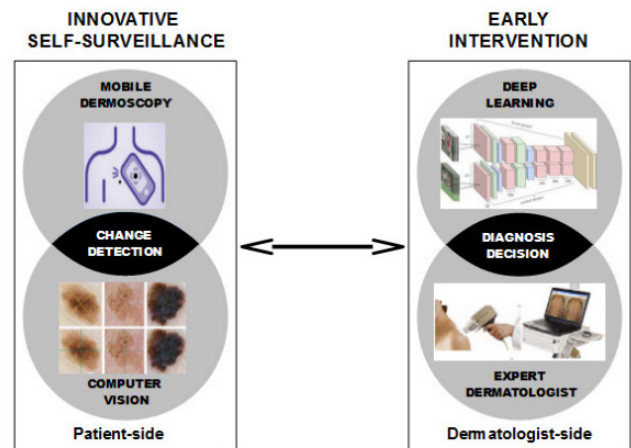 INNOVATIVE
SELF-SURVEILLANCE
MOBILE
DERMOSCOPY
CHANGE
DETECTION
COMPUTER
VISION
Patient-side
EARLY
INTERVENTION
DEEP
LEARNING
DIAGNOSIS
DECISION
EXPERT
DERMATOLOGIST
Dermatologist-side